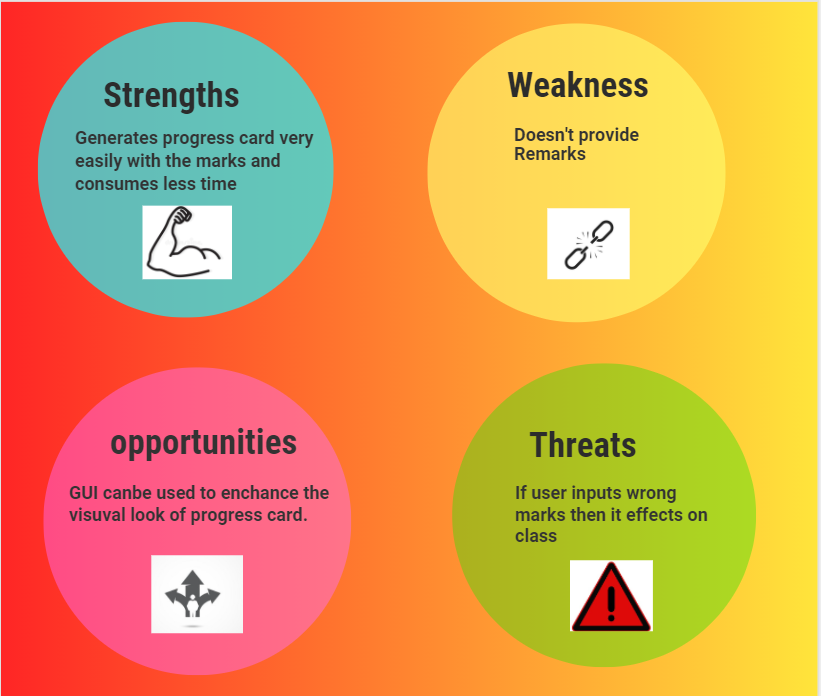 Strengths
Generates progress card very
easily with the marks and
consumes less time
Weakness
Doesn't provide
Remarks
opportunities
GUI canbe used to enchance the
visuval look of progress card.
Threats
If user inputs wrong
marks then it effects on
class